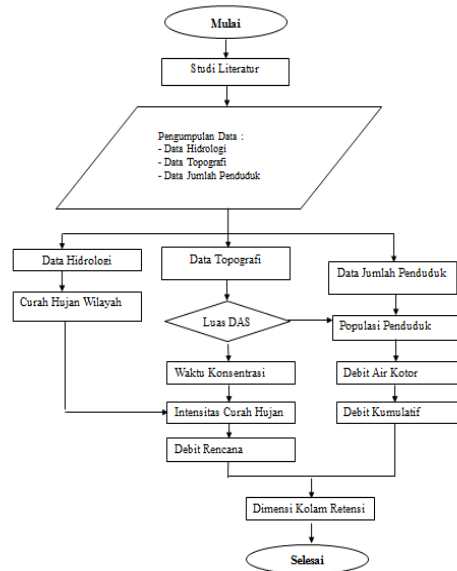 Mulai
Studi Literatur
Pengumpulan Data :
- Data Hidrologi
- Data Topografi
- Data Jumlah Penduduk
Data Hidrologi
Data Topografi
Data Jumlah Penduduk
Curah Hujan Wilayah
Luas DAS
Populasi Penduduk
Waktu Konsentrasi
Debit Air Kotor
Intensitas Curah Hujan
Debit Kumulatif
Debit Rencana
Dimensi Kolam Retensi
Selesai